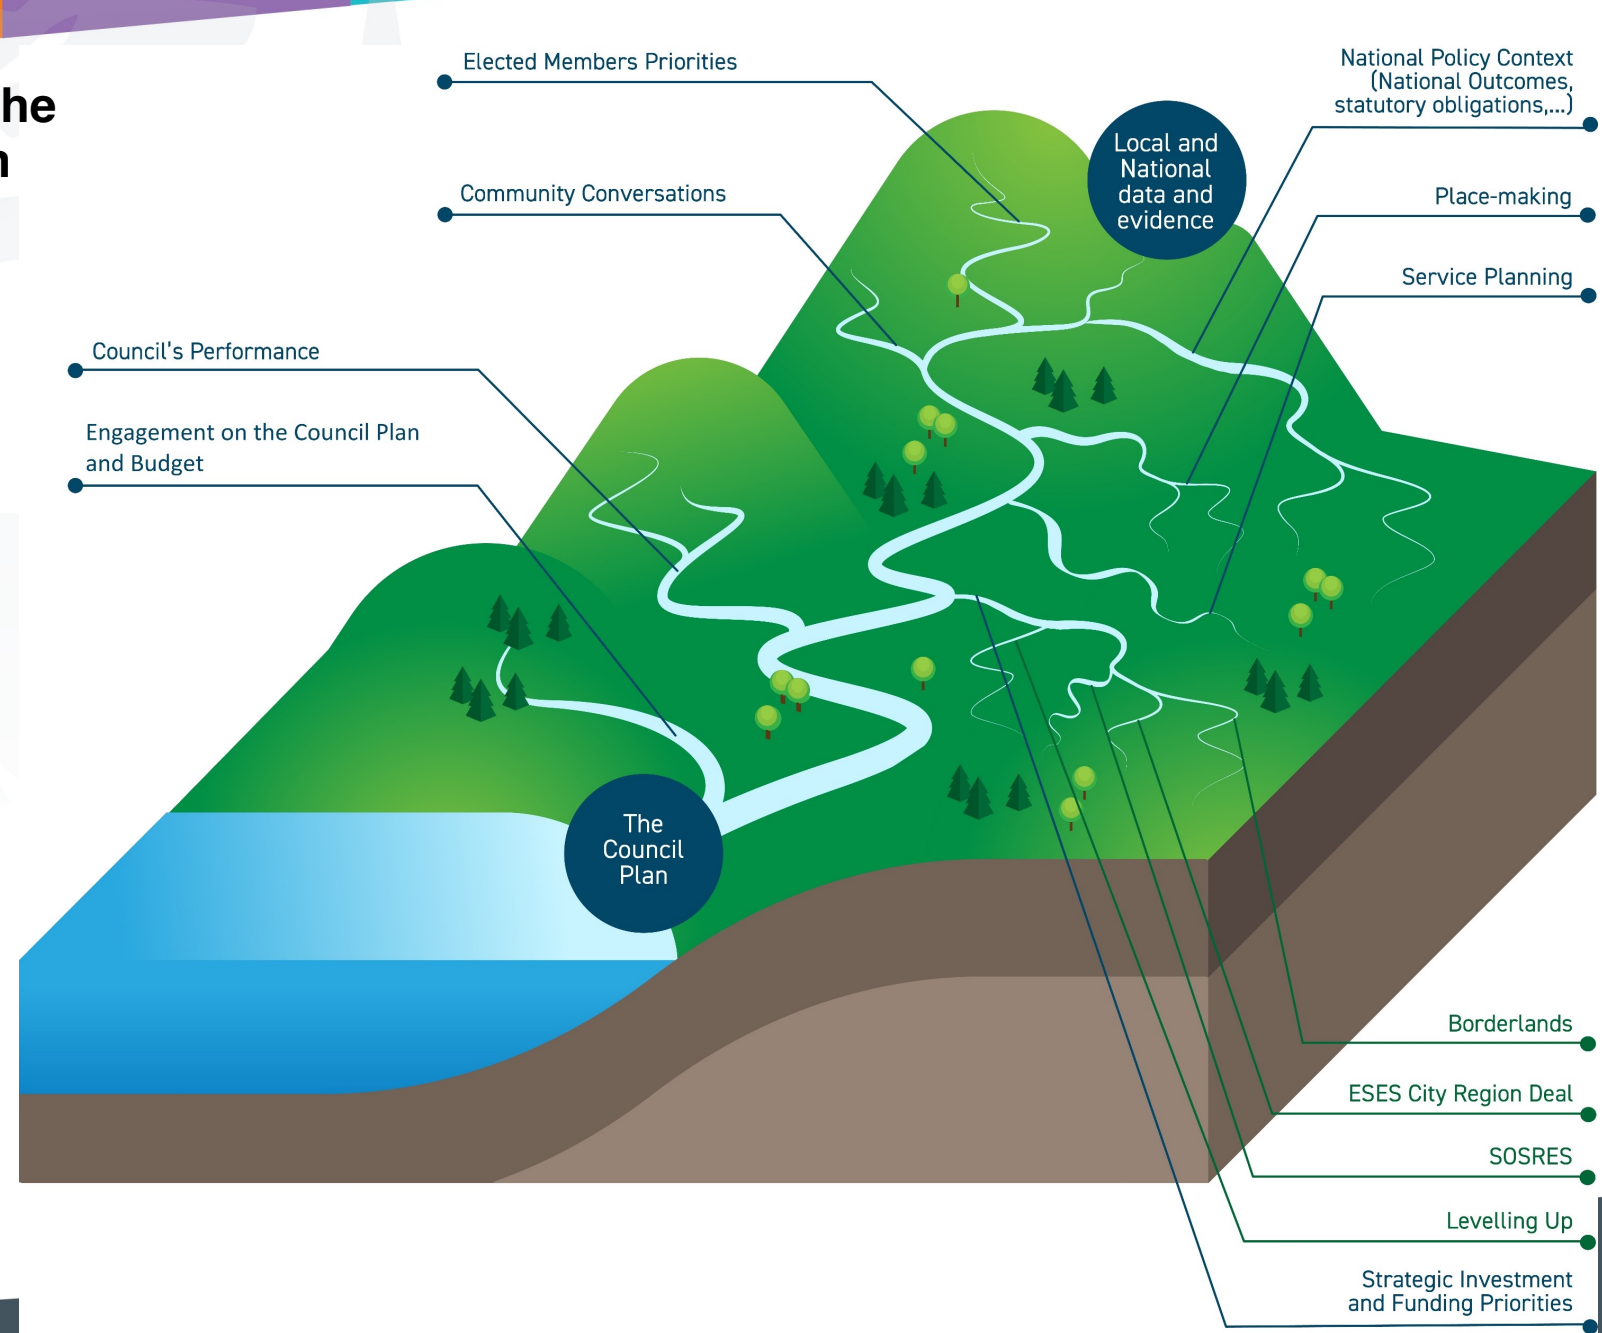 he
Elected Members Priorities
Community Conversations
Council's Performance
Engagement on the Council Plan
and Budget
Local and
National
data and
evidence
National Policy Context
(National Outcomes,
statutory obligations,...)
Place-making
Service Planning
The
Council
Plan
Borderlands
ESES City Region Deal
SOSRES
Levelling Up
Strategic Investment
and Funding Priorities